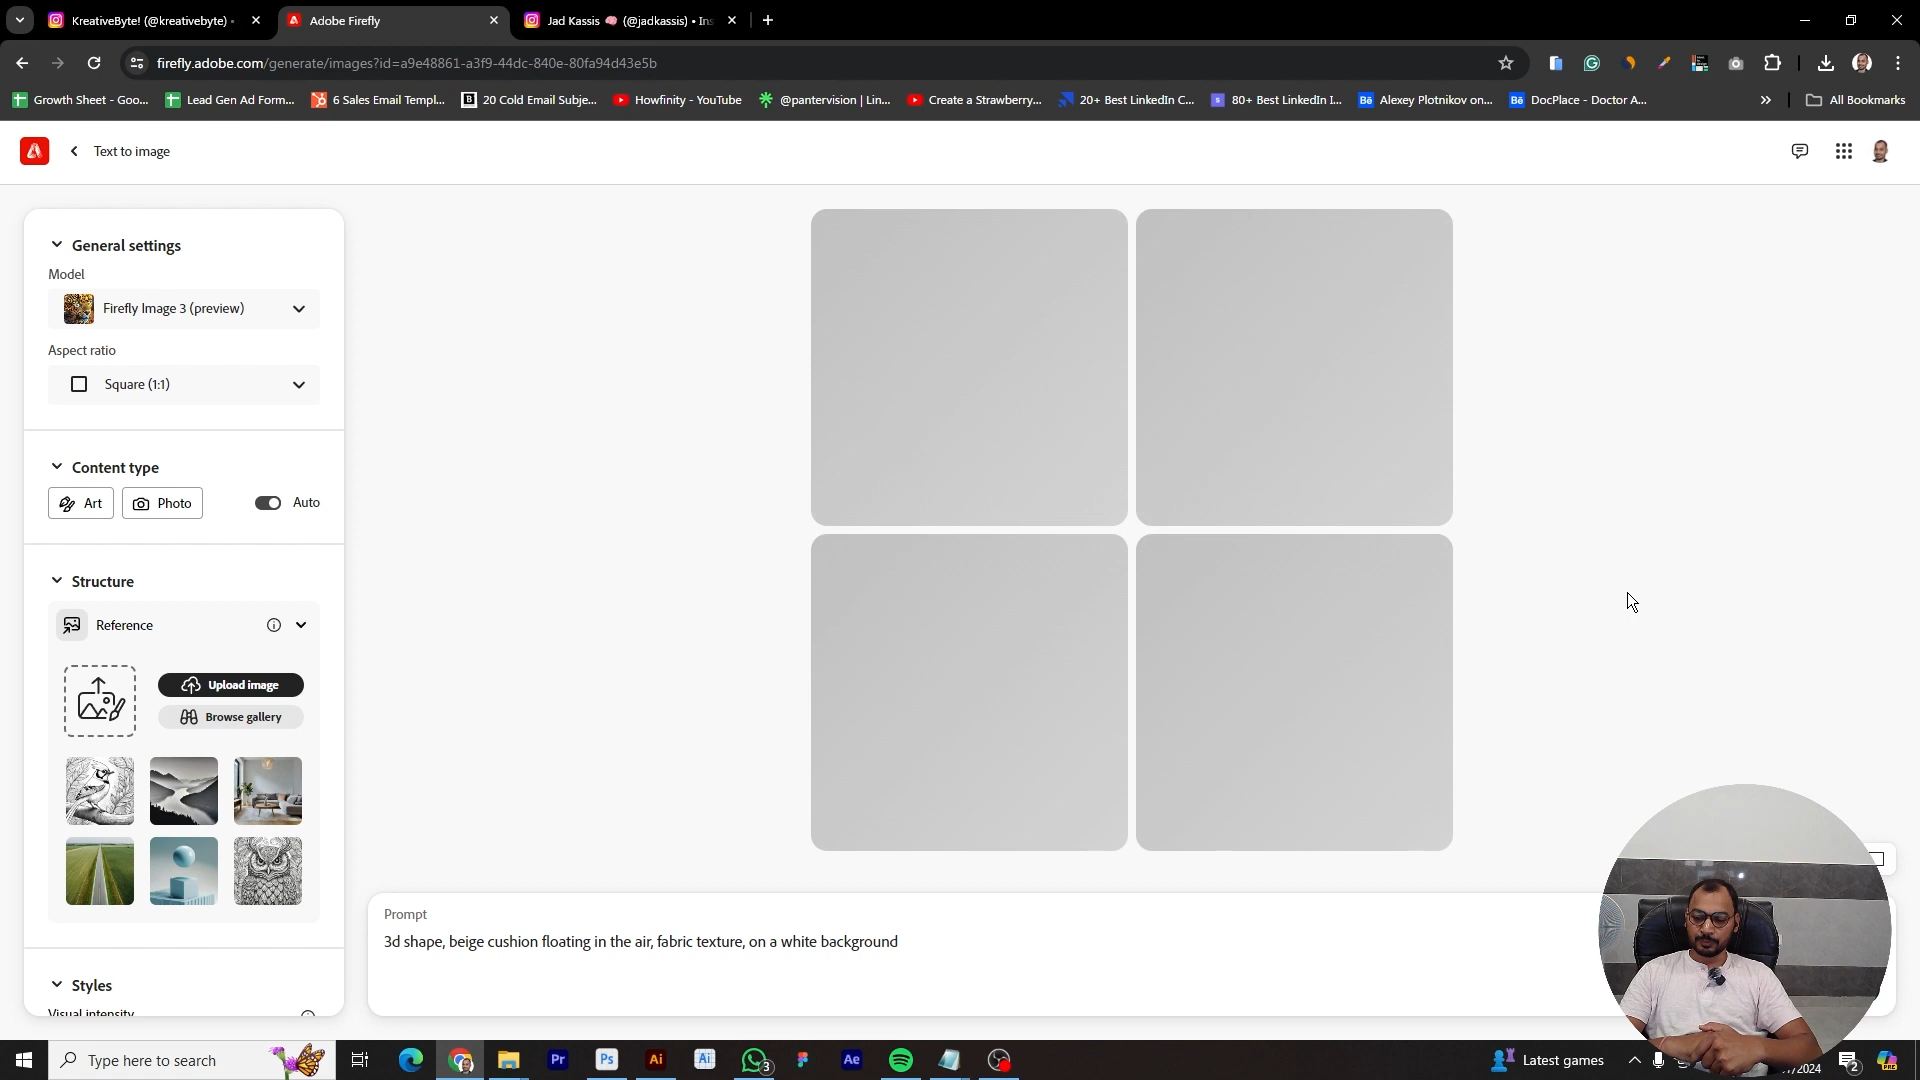 KreativeByte! (@kreativebyte) •
Adobe Firefly
Jad Kassis 🧠 (@jadkassis) • Ins
firefly.adobe.com/generate/images?id=a9e48861-a3f9-44dc-840e-80fa94d43e5b
Growth Sheet - Goo...
Lead Gen Ad Form...
6 Sales Email Templ...
20 Cold Email Subje...
Howfinity - YouTube
@pantervision | Lin...
Create a Strawberry...
20+ Best LinkedIn C...
80+ Best LinkedIn I...
Alexey Plotnikov on...
DocPlace - Doctor A...
All Bookmarks
Text to image
General settings
Model
Firefly Image 3 (preview)
Aspect ratio
Square (1:1)
Content type
Art
Photo
Auto
Structure
Reference
Upload image
Browse gallery
Styles
Visual intensity
Prompt
3d shape, beige cushion floating in the air, fabric texture, on a white background
Type here to search
Latest games
/2024